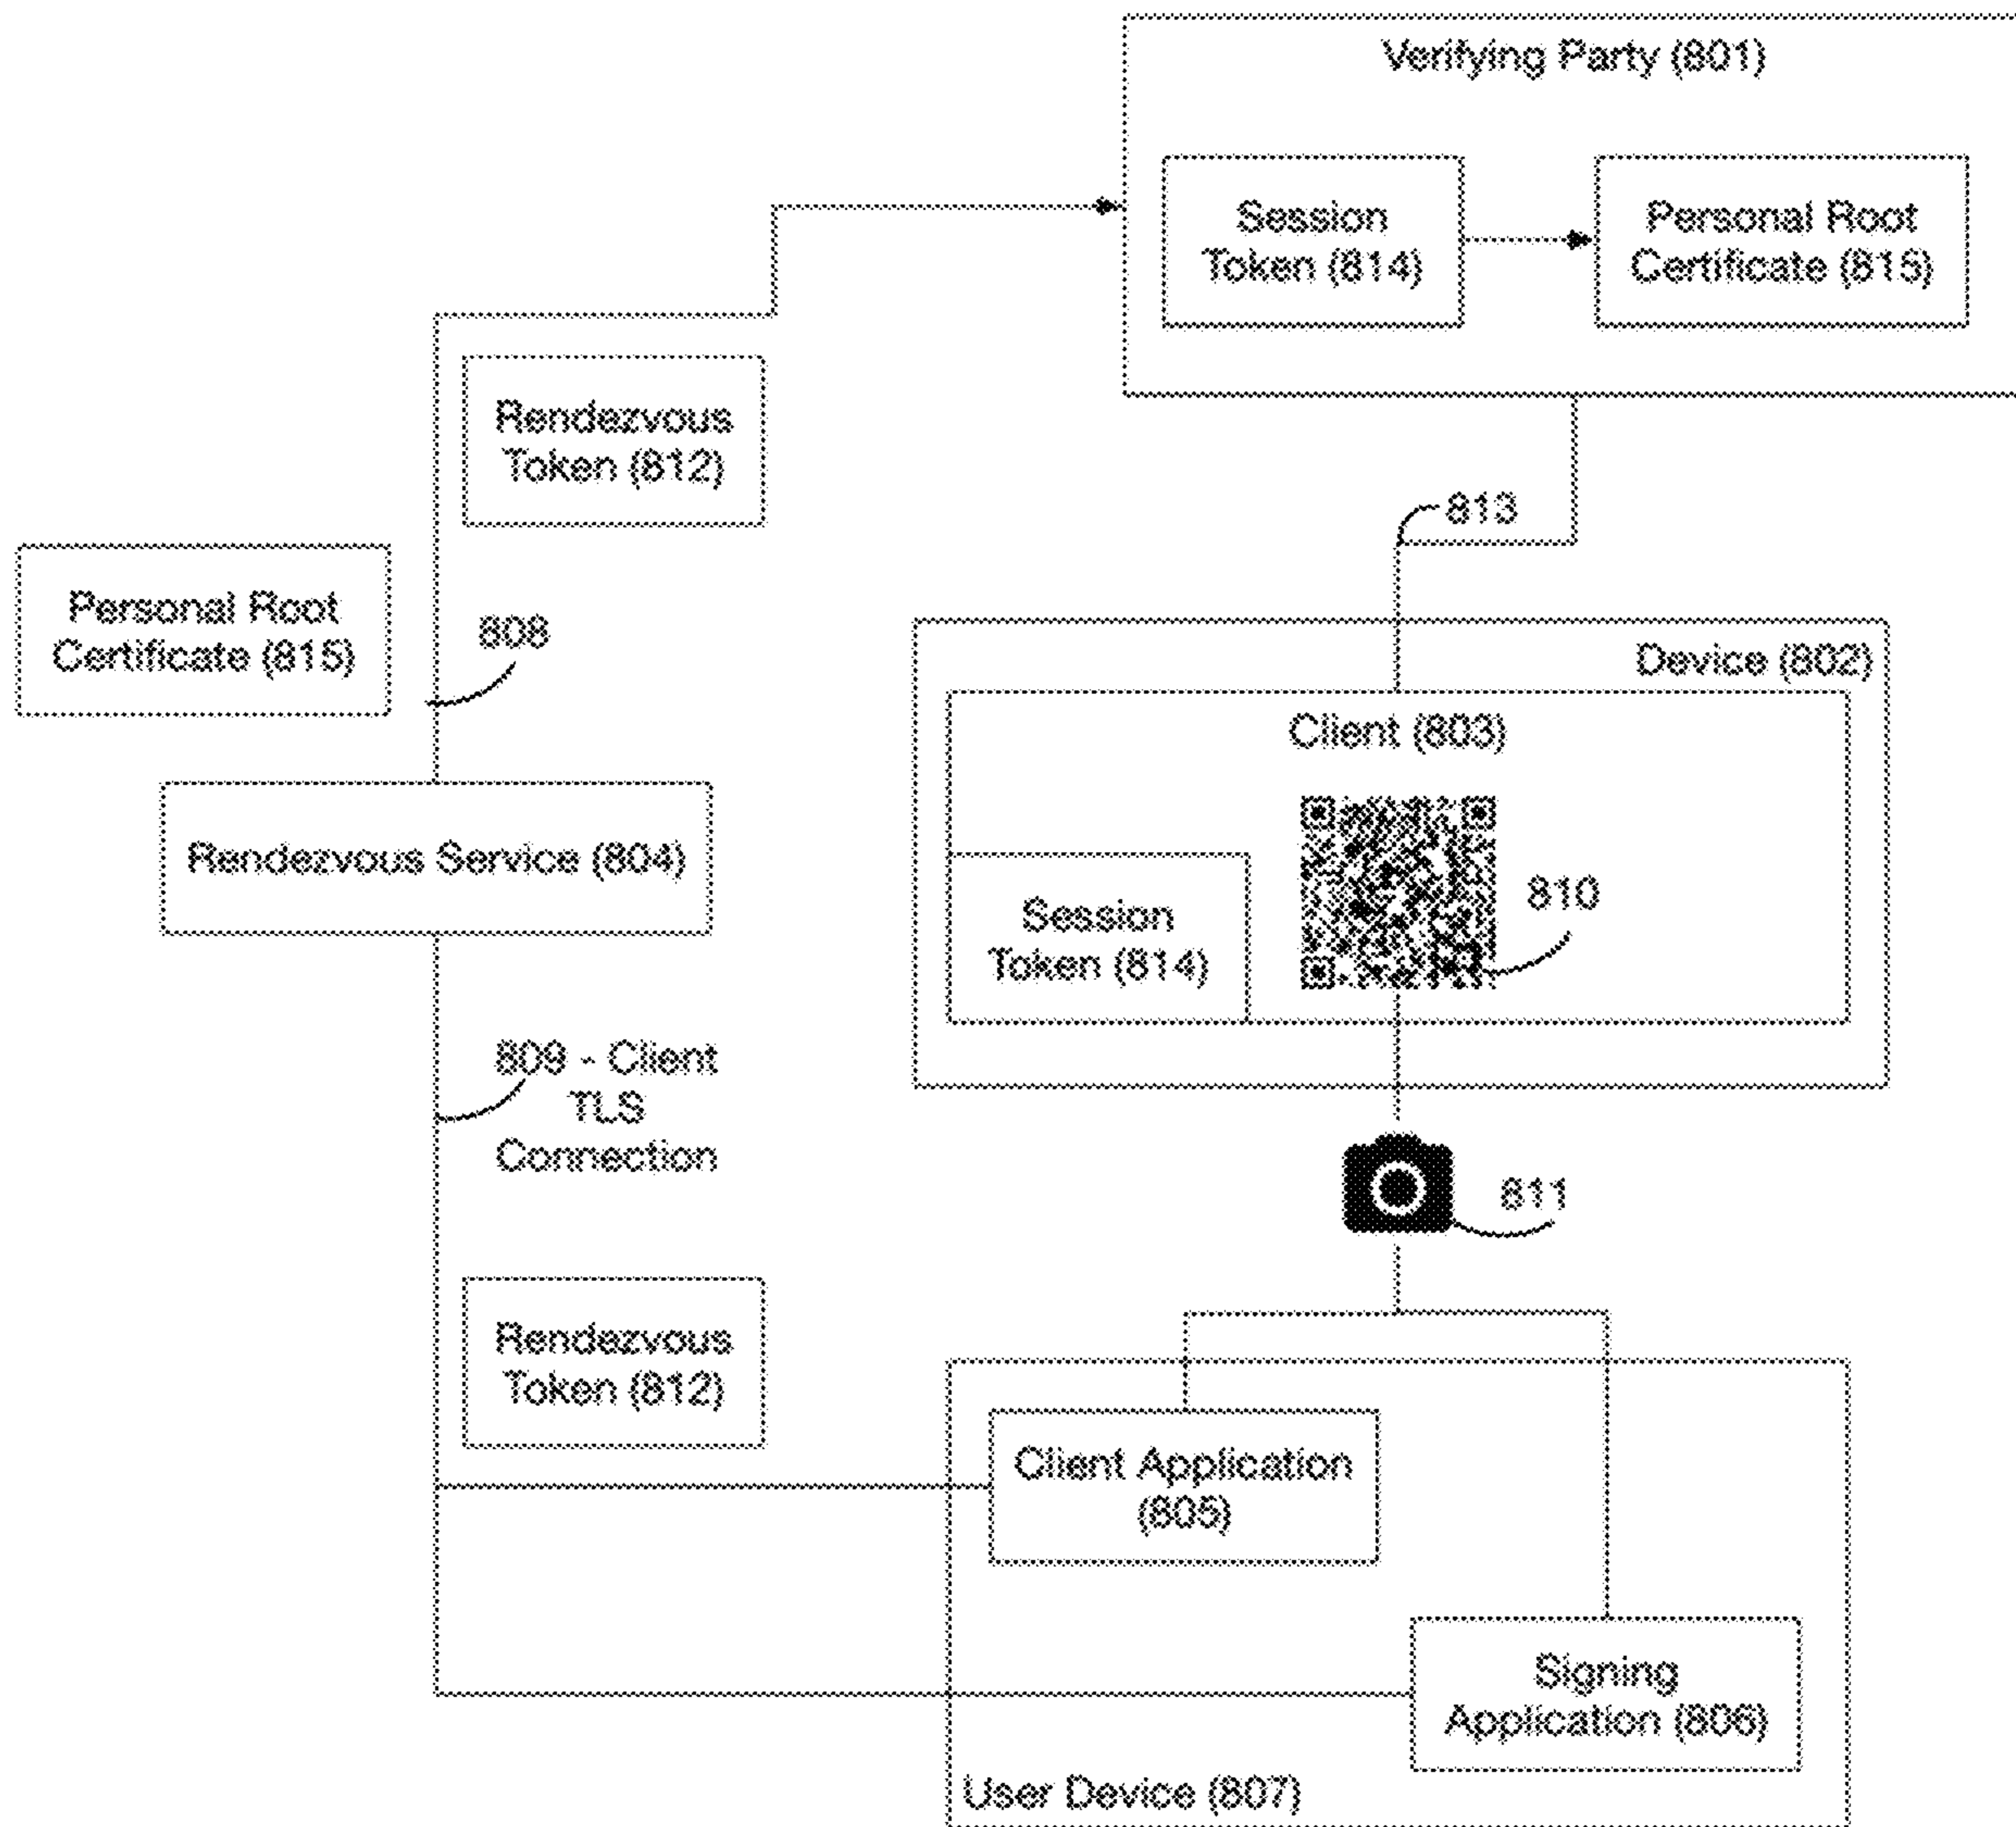 Verifying Party (801)
Session
Token (814)
Personal Root
Certificate (815)
Rendezvous
Token (812)
813
Personal Root
Certificate (815)
808
Device (802)
Client (803)
Rendezvous Service (804)
810
Session
Token (814)
809 - Client
TLS
Connection
811
Rendezvous
Token (812)
Client Application
(805)
Signing
Application (806)
User Device (807)